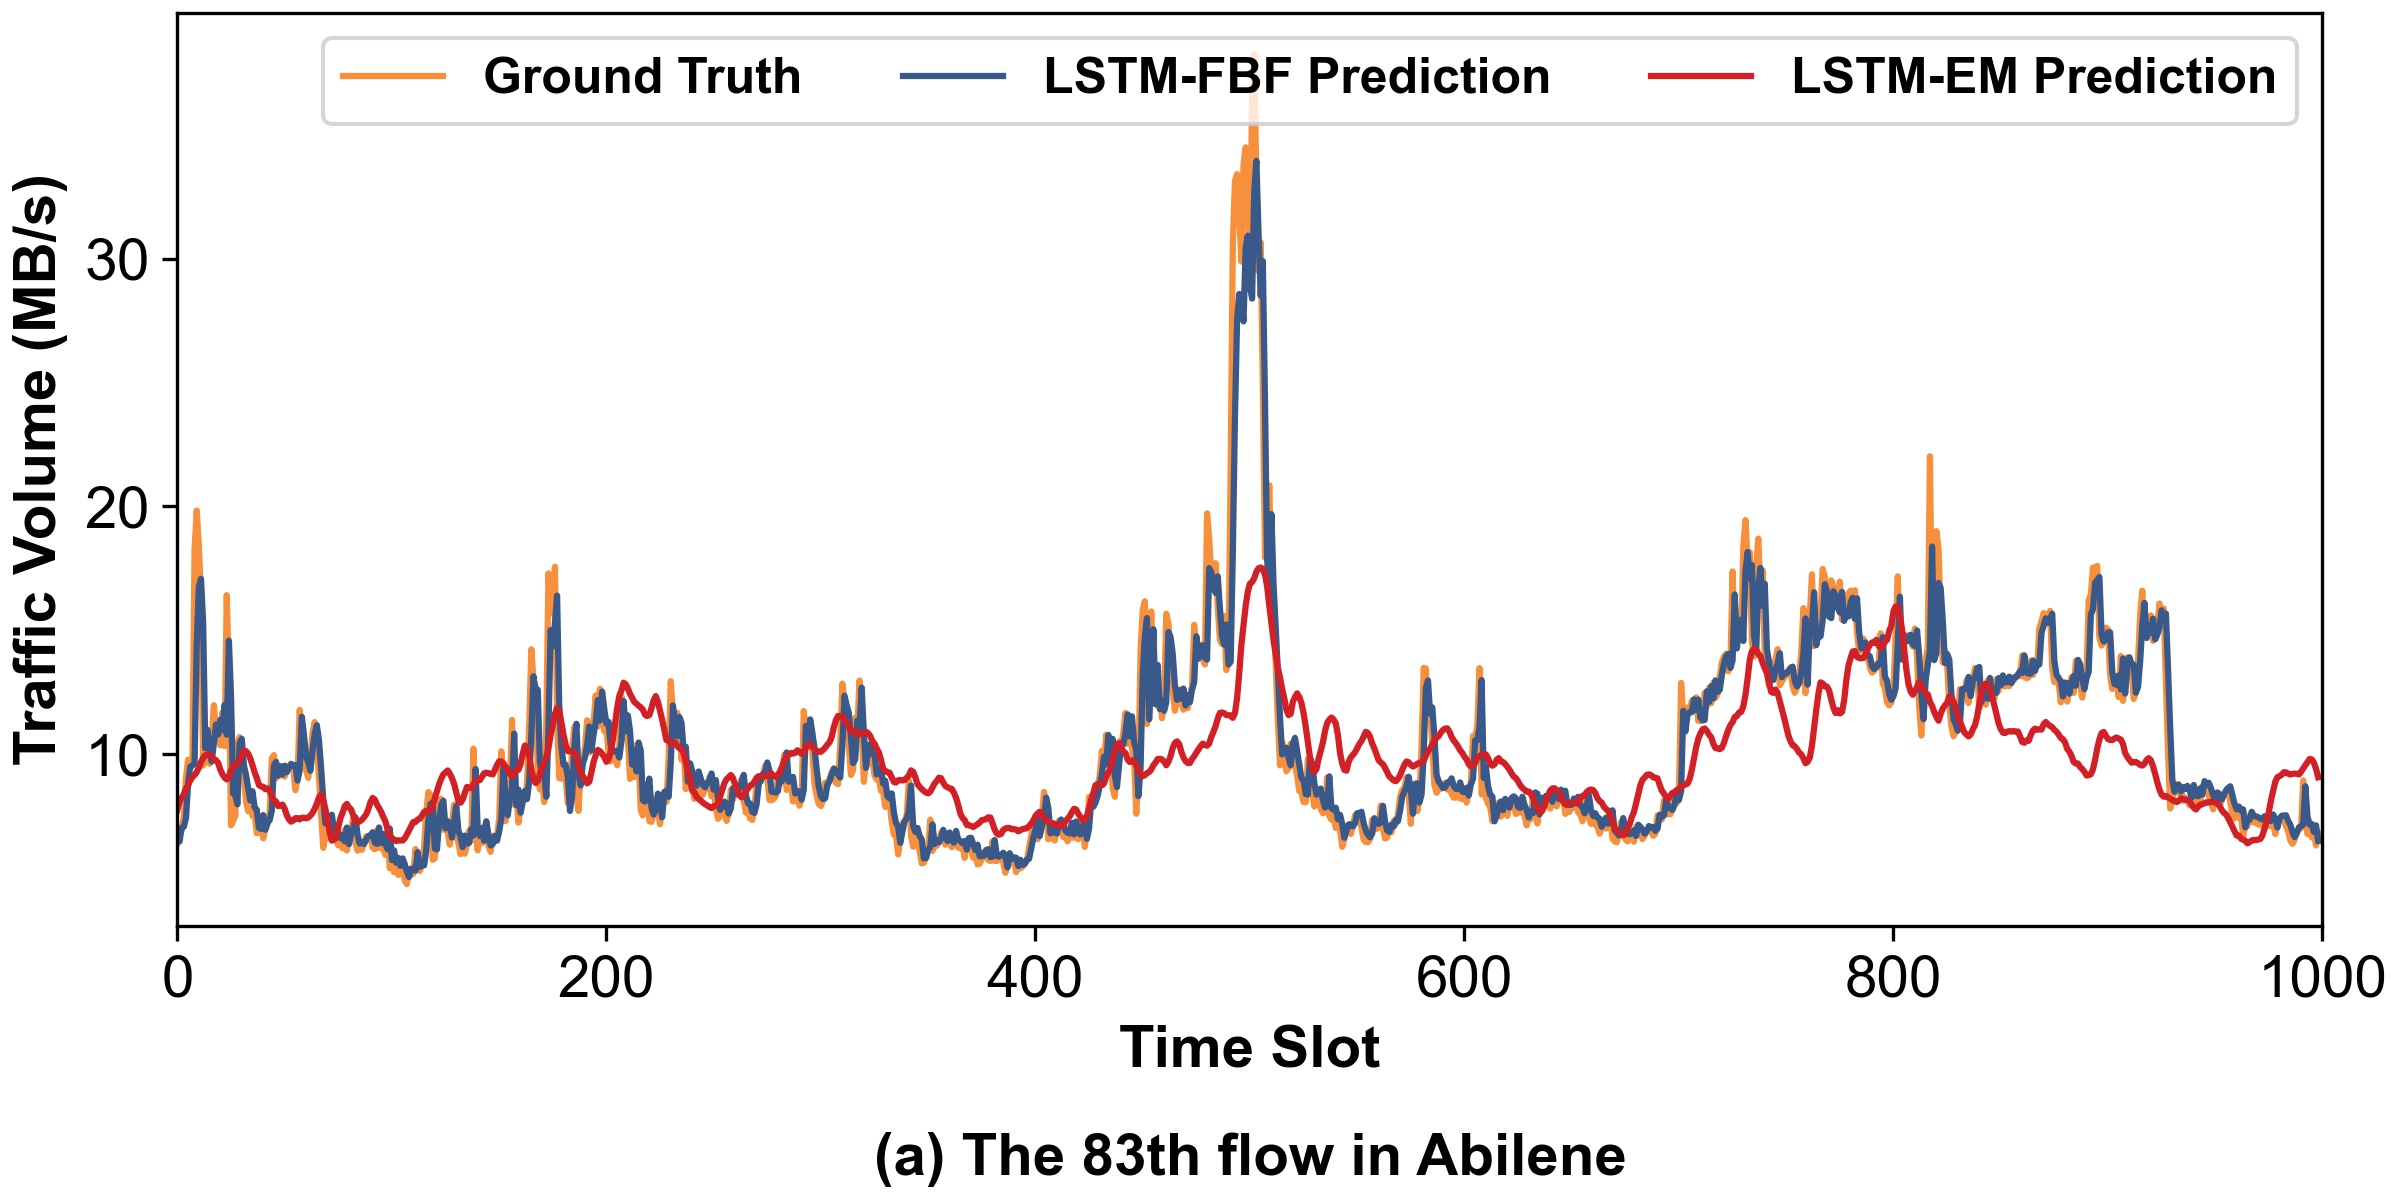 Ground Truth LSTM-FBF Prediction LSTM-EM Prediction
Traffic Volume (MB/s)
30
20
10
0 200 400 600 800 1000
Time Slot
(a) The 83th flow in Abilene